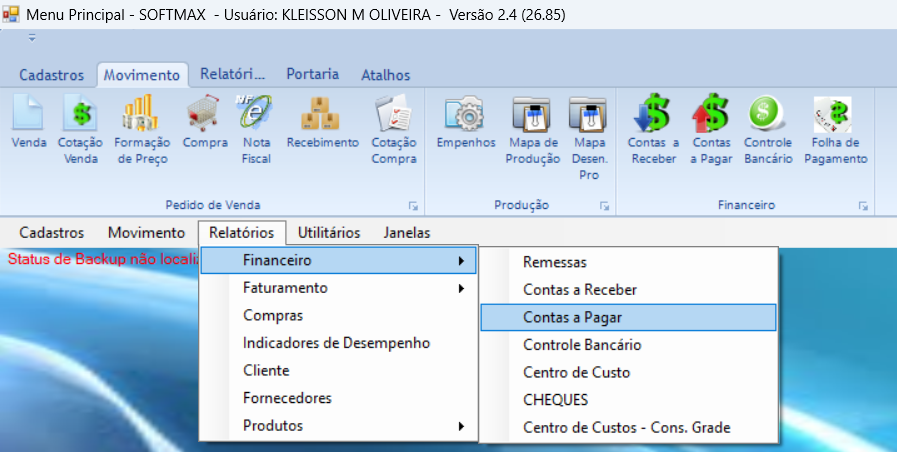 Menu Principal - SOFTMAX - Usuário: KLEISSON M OLIVEIRA - Versão 2.4 (26.85)
Cadastros Movimento Relatóri... Portaria Atalhos
Venda
Cotação
Venda
Formação
de Preço
Compra
Nota
Fiscal
Recebimento
Cotação
Compra
Empenhos
Mapa de
Produção
Mapa
Desen.
Pro
Contas a
Receber
Contas
a Pagar
Controle
Bancário
Folha de
Pagamento
Pedido de Venda
Produção
Financeiro
Cadastros Movimento Relatórios Utilitários Janelas
Status de Backup não locali
Financeiro
Faturamento
Compras
Indicadores de Desempenho
Cliente
Fornecedores
Produtos
Remessas
Contas a Receber
Contas a Pagar
Controle Bancário
Centro de Custo
CHEQUES
Centro de Custos - Cons. Grade